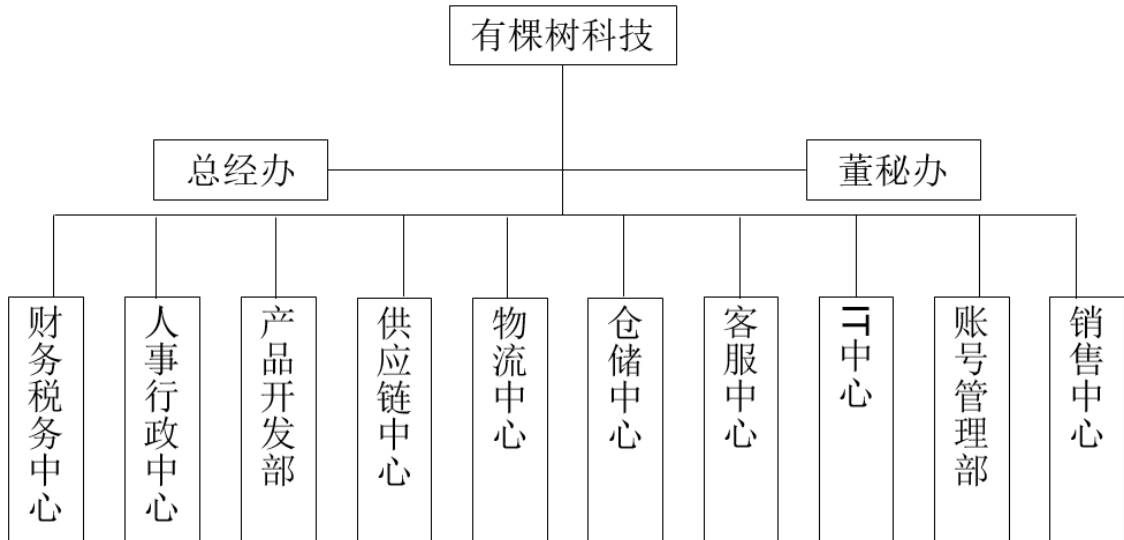 有棵树科技
总经办
董秘办
财务税务中心
人事行政中心
产品开发部
供应链中心
物流中心
仓储中心
客服中心
IT中心
账号管理部
销售中心